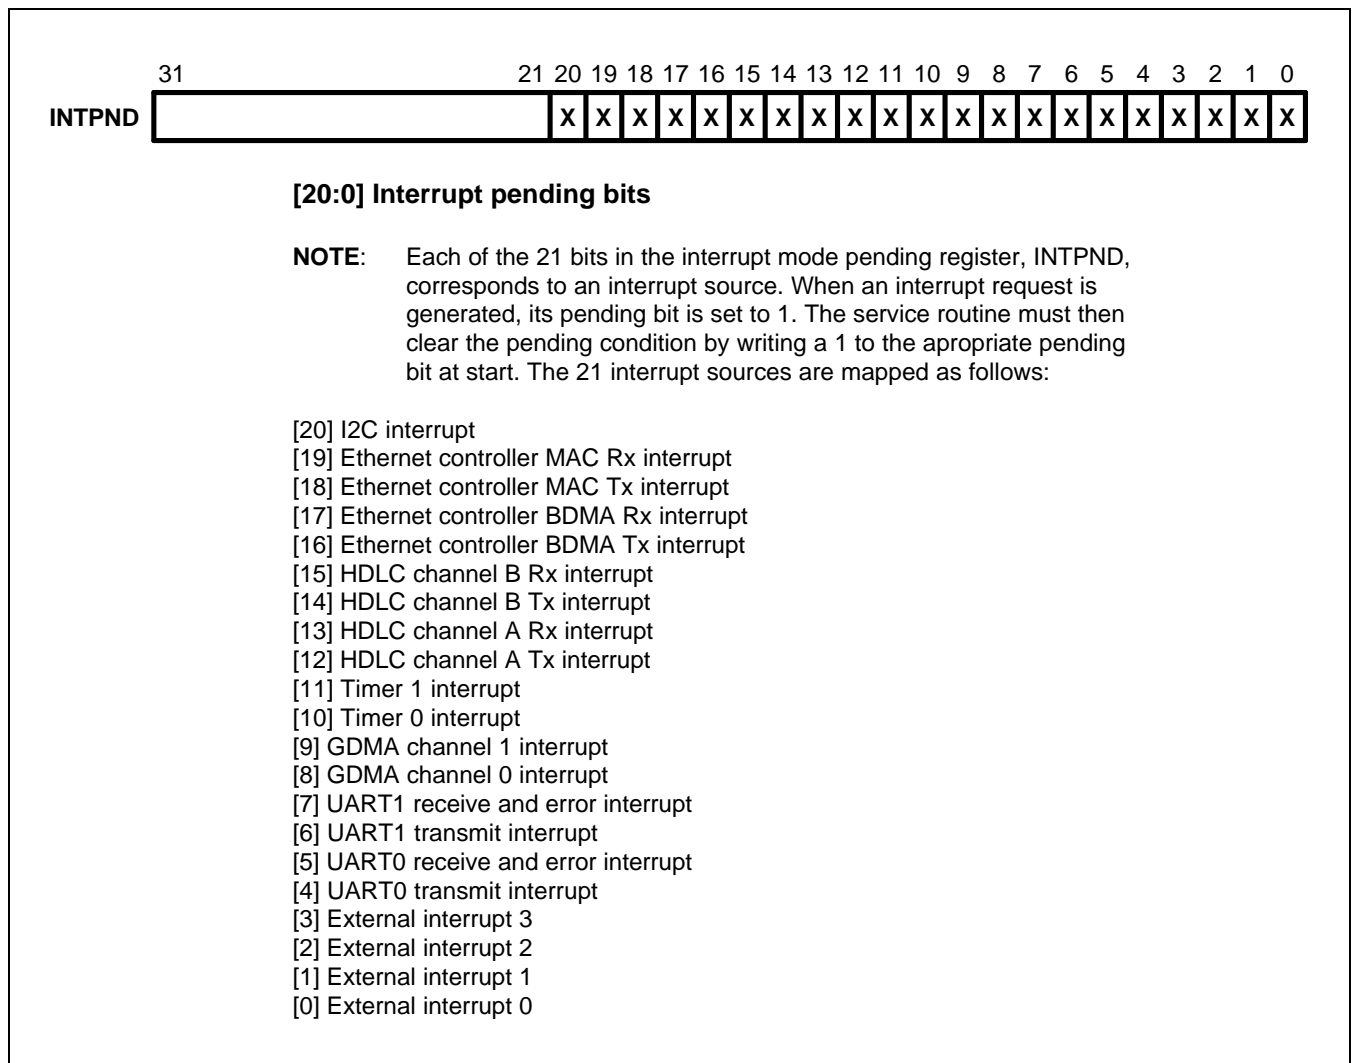 31 21 20 19 18 17 16 15 14 13 12 11 10 9 8 7 6 5 4 3 2 1 0
INTPND X X X X X X X X X X X X X X X X X X X X X
[20:0] Interrupt pending bits
NOTE: Each of the 21 bits in the interrupt mode pending register, INTPND,
corresponds to an interrupt source. When an interrupt request is
generated, its pending bit is set to 1. The service routine must then
clear the pending condition by writing a 1 to the apropriate pending
bit at start. The 21 interrupt sources are mapped as follows:
[20] I2C interrupt
[19] Ethernet controller MAC Rx interrupt
[18] Ethernet controller MAC Tx interrupt
[17] Ethernet controller BDMA Rx interrupt
[16] Ethernet controller BDMA Tx interrupt
[15] HDLC channel B Rx interrupt
[14] HDLC channel B Tx interrupt
[13] HDLC channel A Rx interrupt
[12] HDLC channel A Tx interrupt
[11] Timer 1 interrupt
[10] Timer 0 interrupt
[9] GDMA channel 1 interrupt
[8] GDMA channel 0 interrupt
[7] UART1 receive and error interrupt
[6] UART1 transmit interrupt
[5] UART0 receive and error interrupt
[4] UART0 transmit interrupt
[3] External interrupt 3
[2] External interrupt 2
[1] External interrupt 1
[0] External interrupt 0